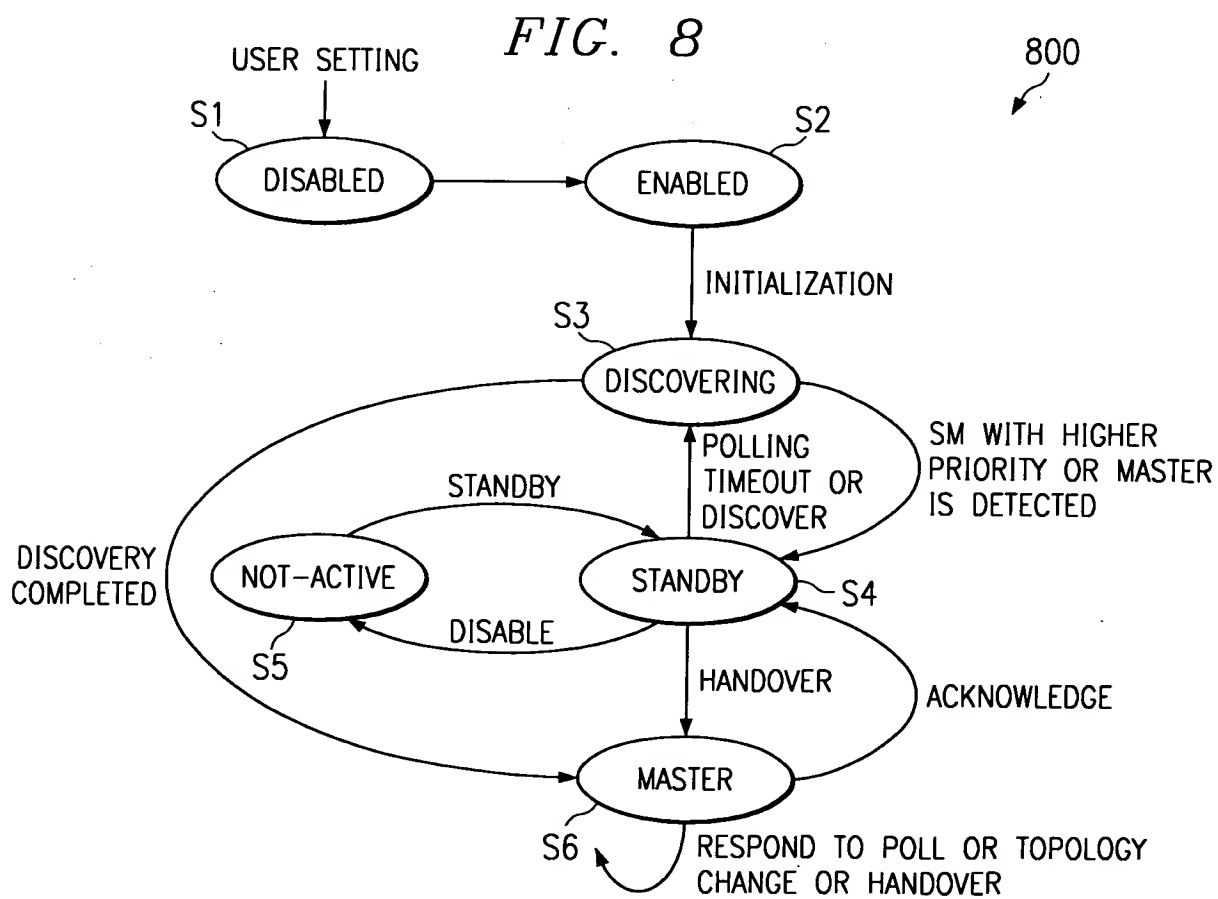 FIG. 8
800
USER SETTING
S1
S2
DISABLED
ENABLED
INITIALIZATION
S3
DISCOVERING
SM WITH HIGHER
PRIORITY OR MASTER
IS DETECTED
POLLING
TIMEOUT OR
DISCOVER
STANDBY
DISCOVERY
COMPLETED
NOT-ACTIVE
STANDBY
S4
DISABLE
S5
HANDOVER
ACKNOWLEDGE
MASTER
S6
RESPOND TO POLL OR TOPOLOGY
CHANGE OR HANDOVER